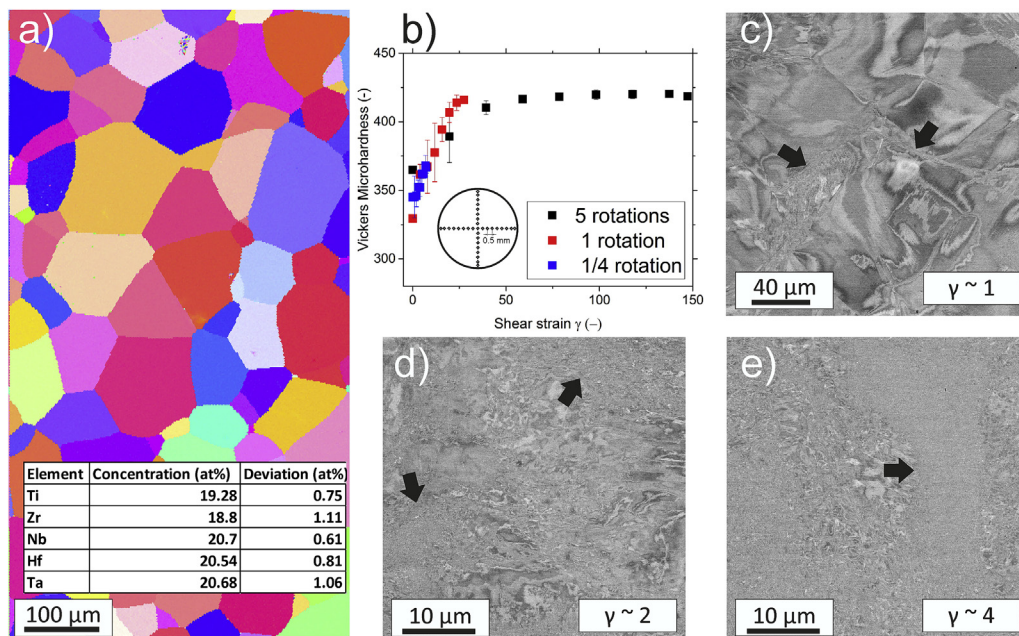 a)
Element Concentration (at%) Deviation (at%)
Ti 19.28 0.75
Zr 18.8 1.11
Nb 20.7 0.61
Hf 20.54 0.81
Ta 20.68 1.06
100 µm
b)
Vickers Microhardness (-)
450
400
350
300
0 50 100 150
Shear strain γ (–)
0.5 mm
5 rotations
1 rotation
1/4 rotation
c)
40 µm
γ ~ 1
d)
10 µm
γ ~ 2
e)
10 µm
γ ~ 4